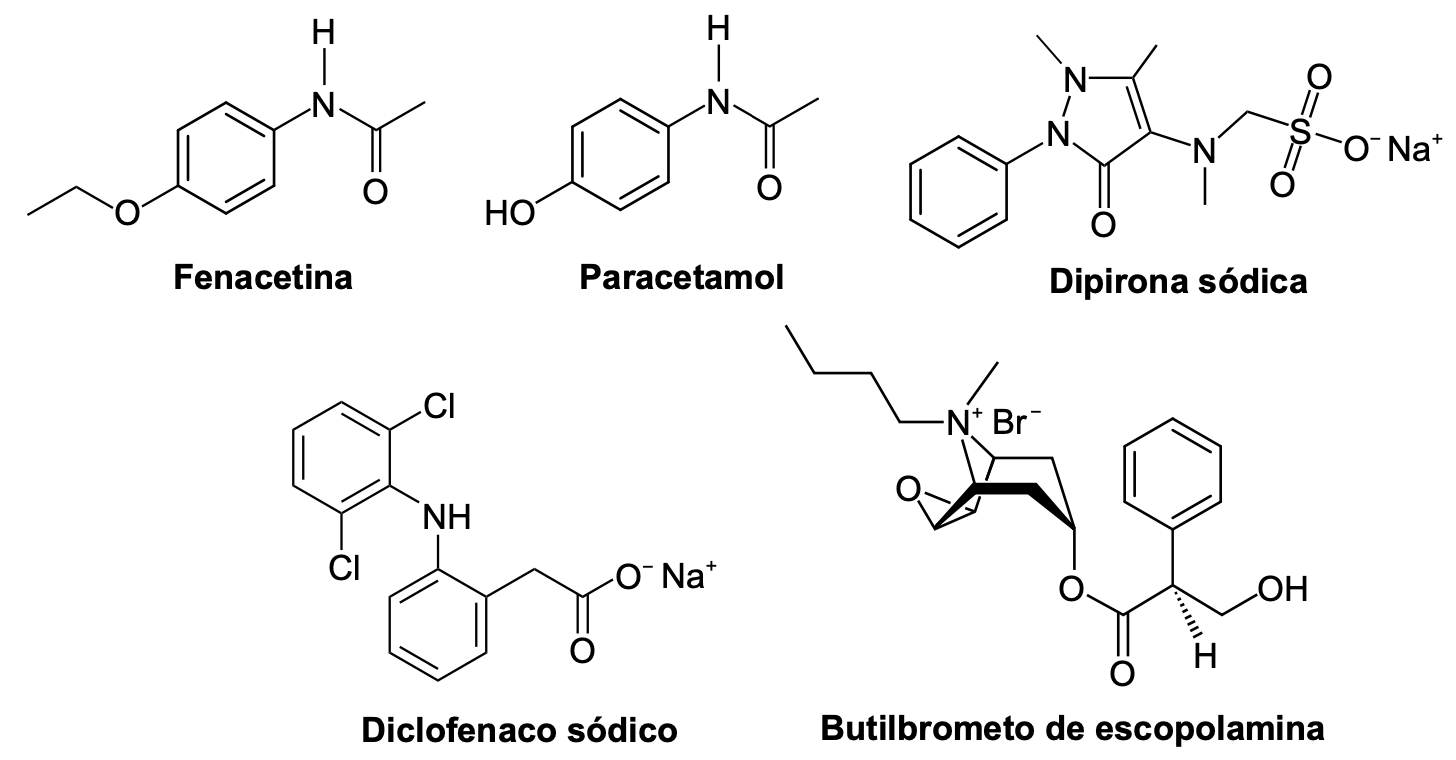 H
N
O
O
Fenacetina
H
N
O
HO
Paracetamol
N
N
O
N
S
O
O
O⁻ Na⁺
Dipirona sódica
Cl
Cl
NH
O⁻ Na⁺
O
Diclofenaco sódico
N⁺ Br⁻
O
O
O
H
OH
Butilbrometo de escopolamina